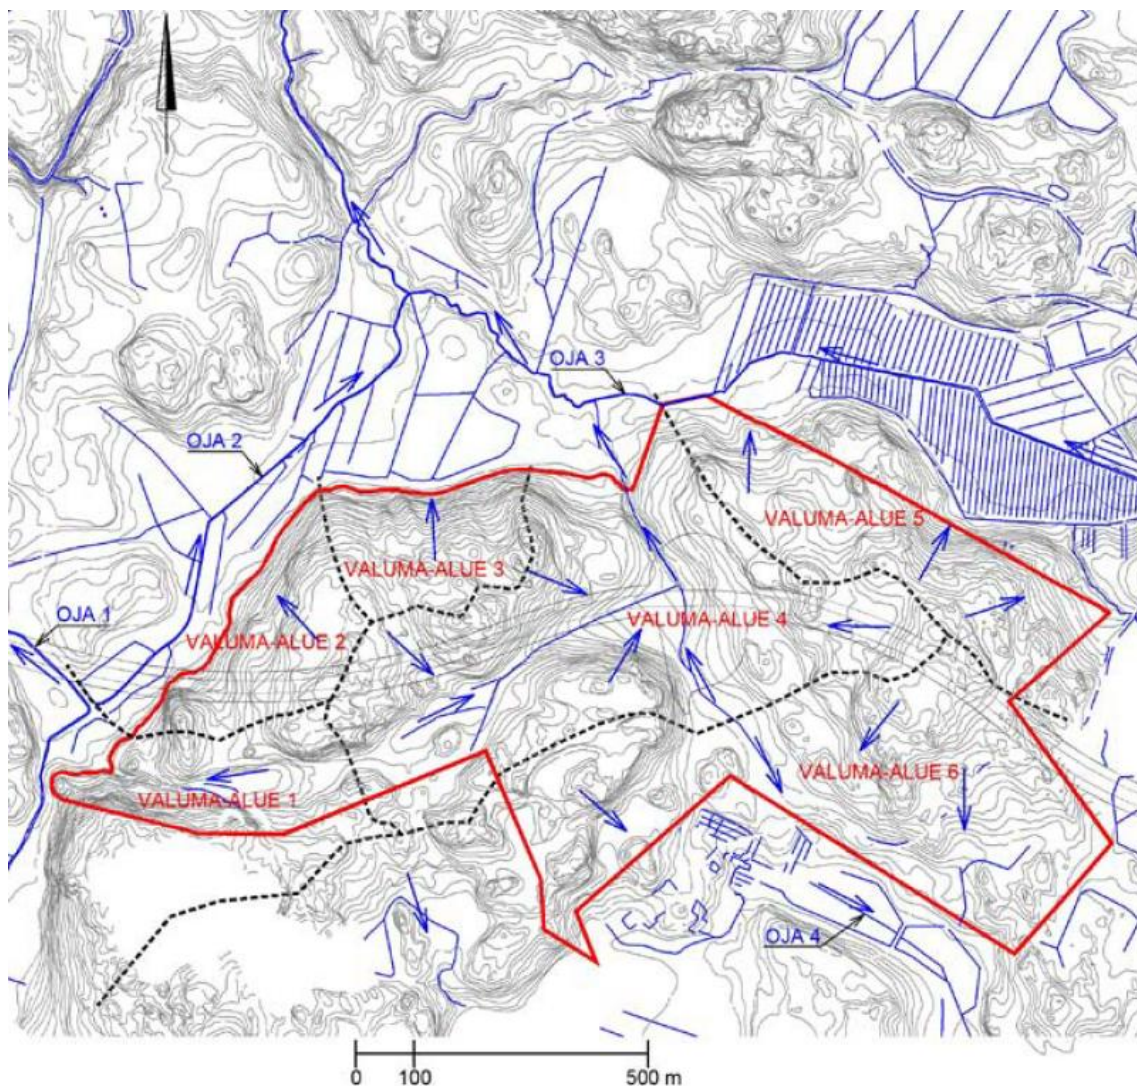 OJA 3
OJA 2
VALUMA-ALUE 5
VALUMA-ALUE 3
OJA 1
VALUMA-ALUE 2
VALUMA-ALUE 4
VALUMA-ALUE 6
VALUMA-ALUE 1
OJA 4
0 100 500 m